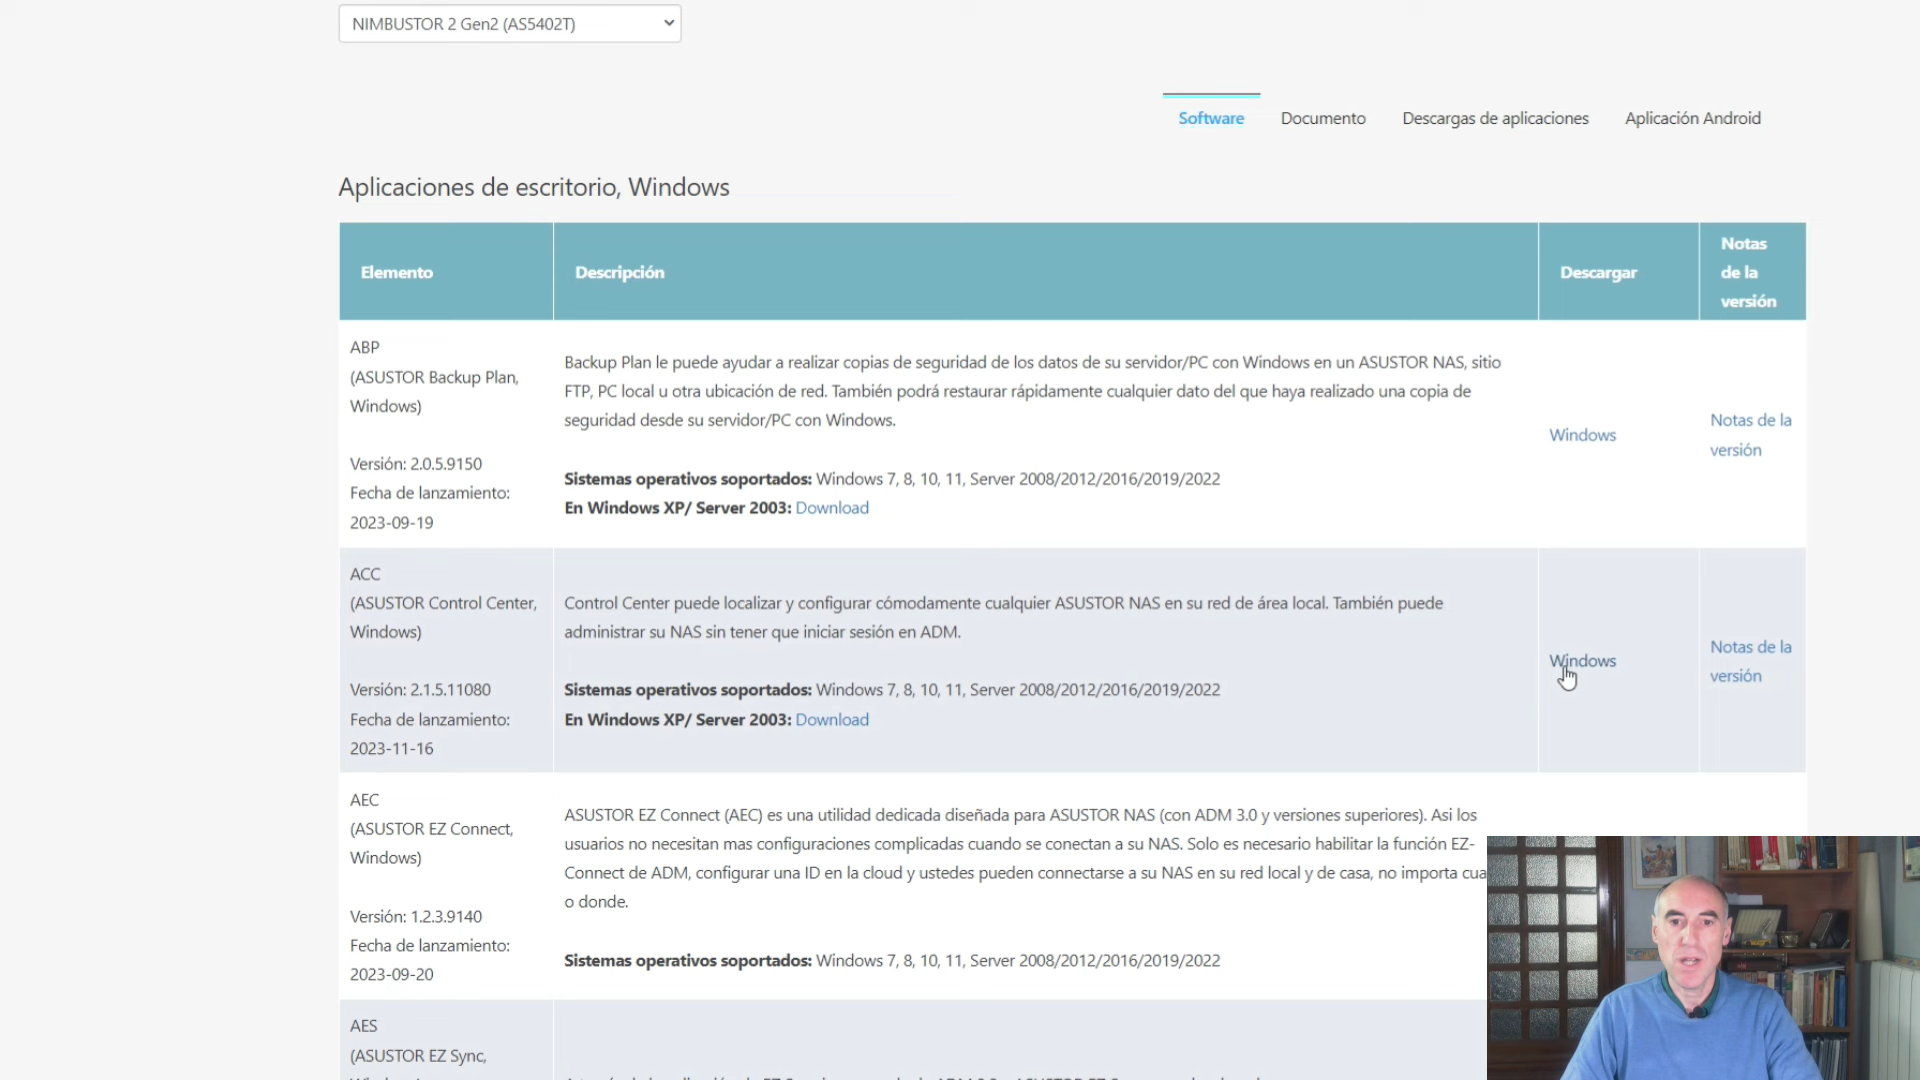 NIMBUSTOR 2 Gen2 (AS5402T)
Software Documento Descargas de aplicaciones Aplicación Android
Aplicaciones de escritorio, Windows
Elemento
Descripción
Descargar
Notas
de la
versión
ABP
(ASUSTOR Backup Plan,
Windows)
Versión: 2.0.5.9150
Fecha de lanzamiento:
2023-09-19
Backup Plan le puede ayudar a realizar copias de seguridad de los datos de su servidor/PC con Windows en un ASUSTOR NAS, sitio
FTP, PC local u otra ubicación de red. También podrá restaurar rápidamente cualquier dato del que haya realizado una copia de
seguridad desde su servidor/PC con Windows.
Sistemas operativos soportados: Windows 7, 8, 10, 11, Server 2008/2012/2016/2019/2022
En Windows XP/ Server 2003: Download
Windows
Notas de la
versión
ACC
(ASUSTOR Control Center,
Windows)
Versión: 2.1.5.11080
Fecha de lanzamiento:
2023-11-16
Control Center puede localizar y configurar cómodamente cualquier ASUSTOR NAS en su red de área local. También puede
administrar su NAS sin tener que iniciar sesión en ADM.
Sistemas operativos soportados: Windows 7, 8, 10, 11, Server 2008/2012/2016/2019/2022
En Windows XP/ Server 2003: Download
Windows
Notas de la
versión
AEC
(ASUSTOR EZ Connect,
Windows)
Versión: 1.2.3.9140
Fecha de lanzamiento:
2023-09-20
ASUSTOR EZ Connect (AEC) es una utilidad dedicada diseñada para ASUSTOR NAS (con ADM 3.0 y versiones superiores). Asi los
usuarios no necesitan mas configuraciones complicadas cuando se conectan a su NAS. Solo es necesario habilitar la función EZ-
Connect de ADM, configurar una ID en la cloud y ustedes pueden connectarse a su NAS en su red local y de casa, no importa cua
o donde.
Sistemas operativos soportados: Windows 7, 8, 10, 11, Server 2008/2012/2016/2019/2022
AES
(ASUSTOR EZ Sync,